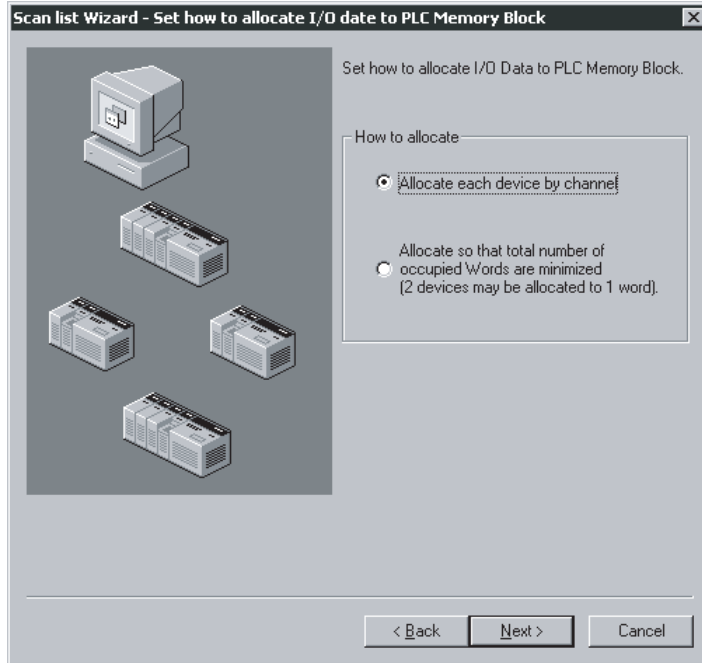 Scan list Wizard - Set how to allocate I/O date to PLC Memory Block
Set how to allocate I/O Data to PLC Memory Block.
How to allocate
Allocate each device by channel
Allocate so that total number of
occupied Words are minimized
(2 devices may be allocated to 1 word).
< Back
Next >
Cancel